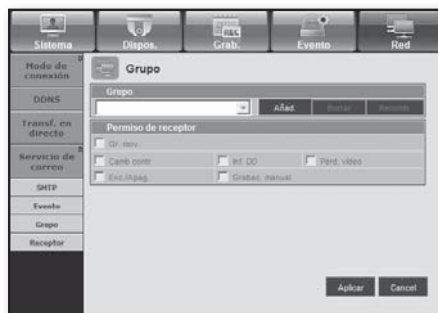 Sistema
Dispos.
Grab.
Evento
Red
Modo de
conexión
DDNS
Transf. en
directo
Servicio de
correo
SMTP
Evento
Grupo
Receptor
Grupo
Grupo
Añad.
Borrar
Renomb
Permiso de receptor
Gr. mov.
Camb contr
Inf. DD
Pérd. vídeo
Enc./Apag.
Grabac. manual
Aplicar
Cancel